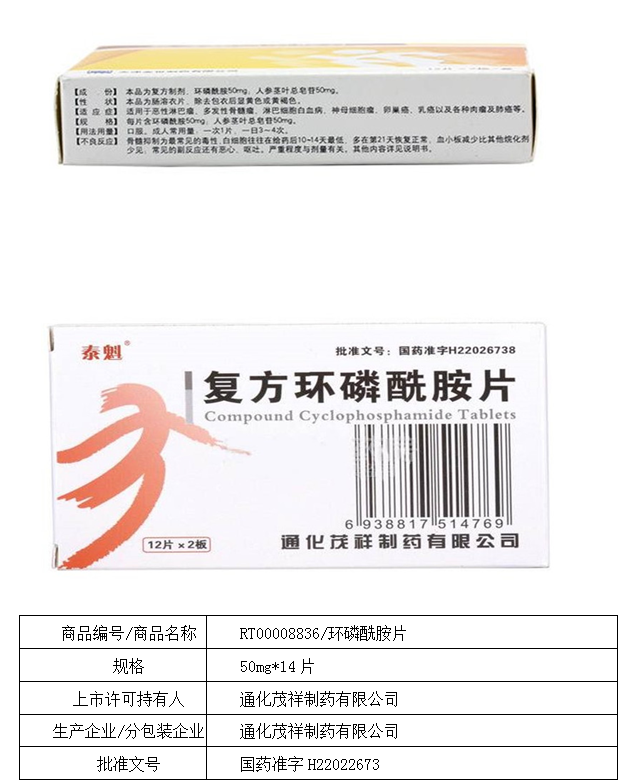 【成　份】 本品为复方制剂，环磷酰胺50mg，人参茎叶总皂苷50mg。
【性　状】 本品为肠溶衣片，除去包衣后显黄色或黄褐色。
【适 应 症】 适用于恶性淋巴瘤、多发性骨髓瘤、淋巴细胞白血病、神母细胞瘤、卵巢癌、乳癌以及各种肉瘤及肺癌等。
【规　格】 每片含环磷酰胺50mg，人参茎叶总皂苷50mg。
【用法用量】 口服。成人常用量：一次1片，一日3~4次。
【不良反应】 骨髓抑制为最常见的毒性，白细胞往往在给药后10~14天最低，多在第21天恢复正常，血小板减少比其他烷化剂
少见；常见的副反应还有恶心、呕吐。严重程度与剂量有关。其他内容详见说明书。
泰魁®
批准文号：国药准字H22026738
复方环磷酰胺片
Compound Cyclophosphamide Tablets
6 938817 514769
12片×2板
通化茂祥制药有限公司
商品编号/商品名称 RT00008836/环磷酰胺片
规格 50mg*14片
上市许可持有人 通化茂祥制药有限公司
生产企业/分包装企业 通化茂祥制药有限公司
批准文号 国药准字H22022673